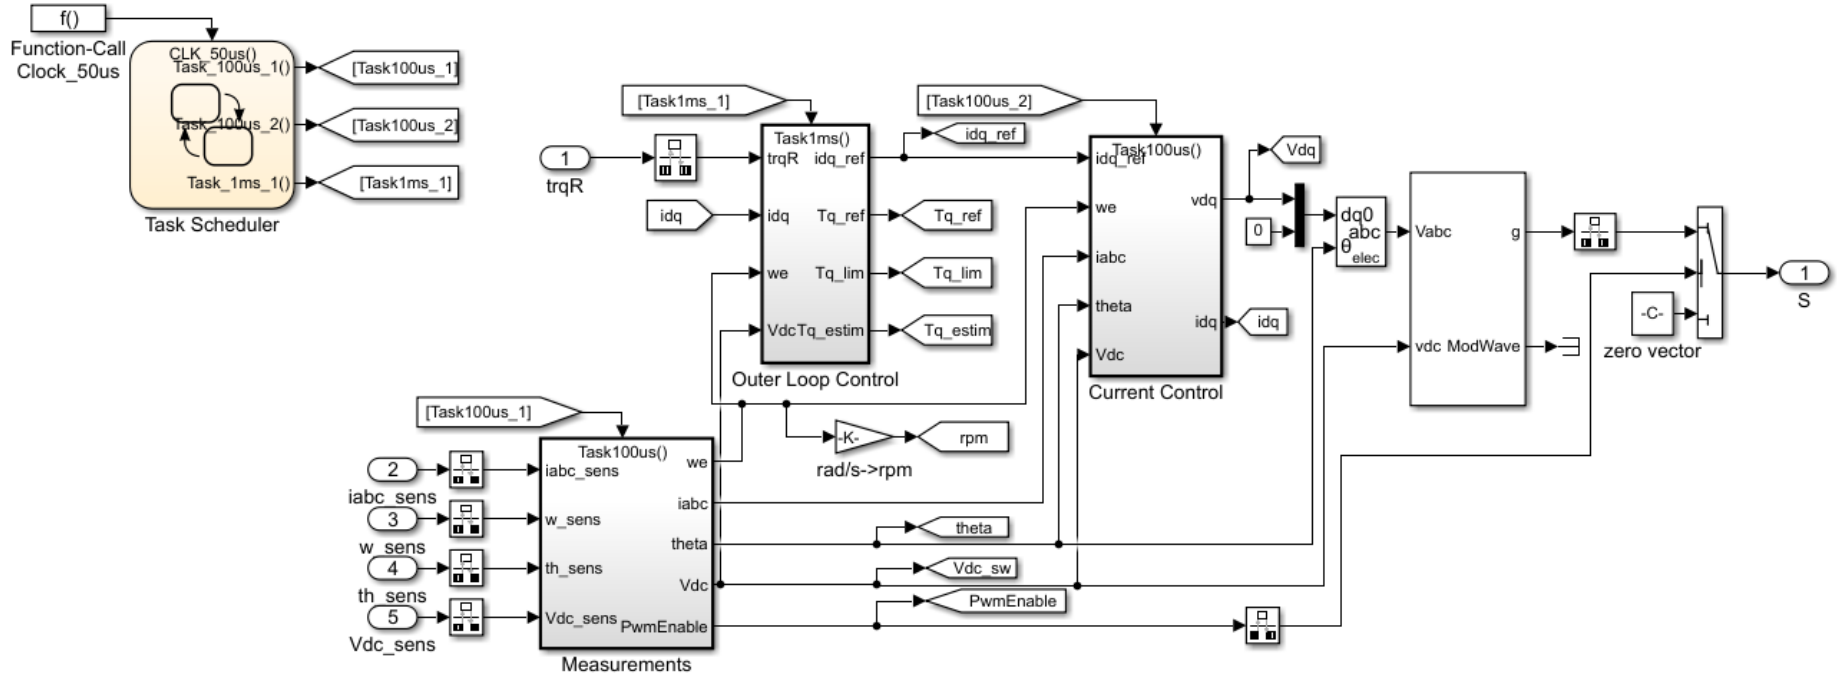 f()
Function-Call
Clock_50us
CLK_50us()
Task_100us_1()
Task_100us_2()
Task_1ms_1()
Task Scheduler
[Task100us_1]
[Task100us_2]
[Task1ms_1]
[Task1ms_1]
1
trqR
idq
Task1ms()
trqR
idq
we
Vdc
idq_ref
Tq_ref
Tq_lim
Tq_estim
Outer Loop Control
idq_ref
Tq_ref
Tq_lim
Tq_estim
[Task100us_2]
Task100us()
idq_ref
we
iabc
theta
Vdc
vdq
idq
Current Control
Vdq
idq
0
dq0
abc
θ
elec
Vabc
vdc
g
ModWave
-C-
zero vector
1
S
-K-
rad/s->rpm
rpm
[Task100us_1]
2
iabc_sens
3
w_sens
4
th_sens
5
Vdc_sens
Task100us()
iabc_sens
w_sens
th_sens
Vdc_sens
we
iabc
theta
Vdc
PwmEnable
Measurements
theta
Vdc_sw
PwmEnable